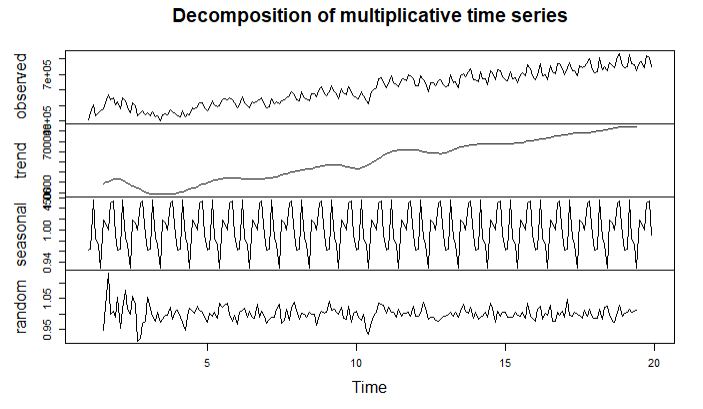 Decomposition of multiplicative time series
observed
7e+05
trend
seasonal
1.00
0.94
random
1.05
0.95
5
10
15
20
Time